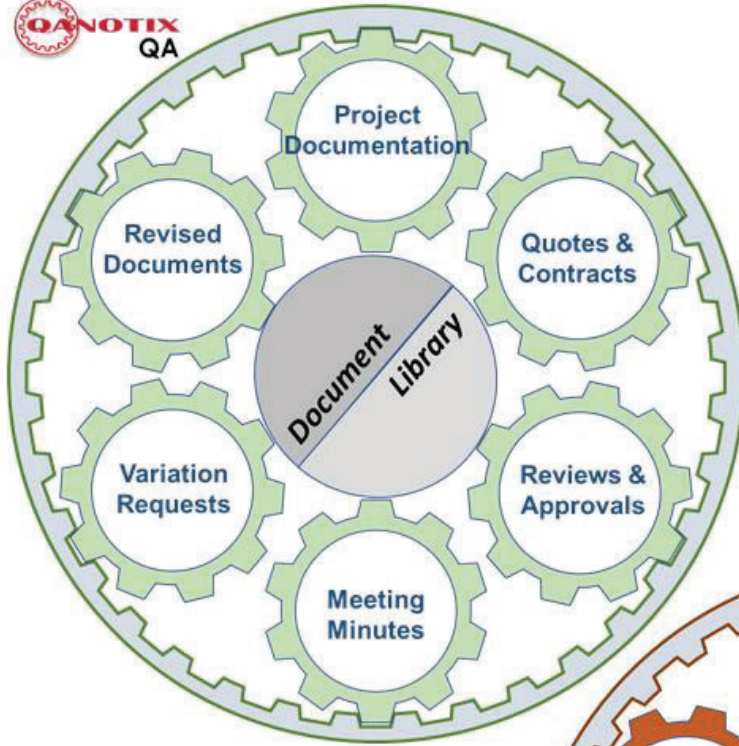 QANOTIX
QA
Project
Documentation
Revised
Documents
Quotes &
Contracts
Document
Library
Variation
Requests
Reviews &
Approvals
Meeting
Minutes